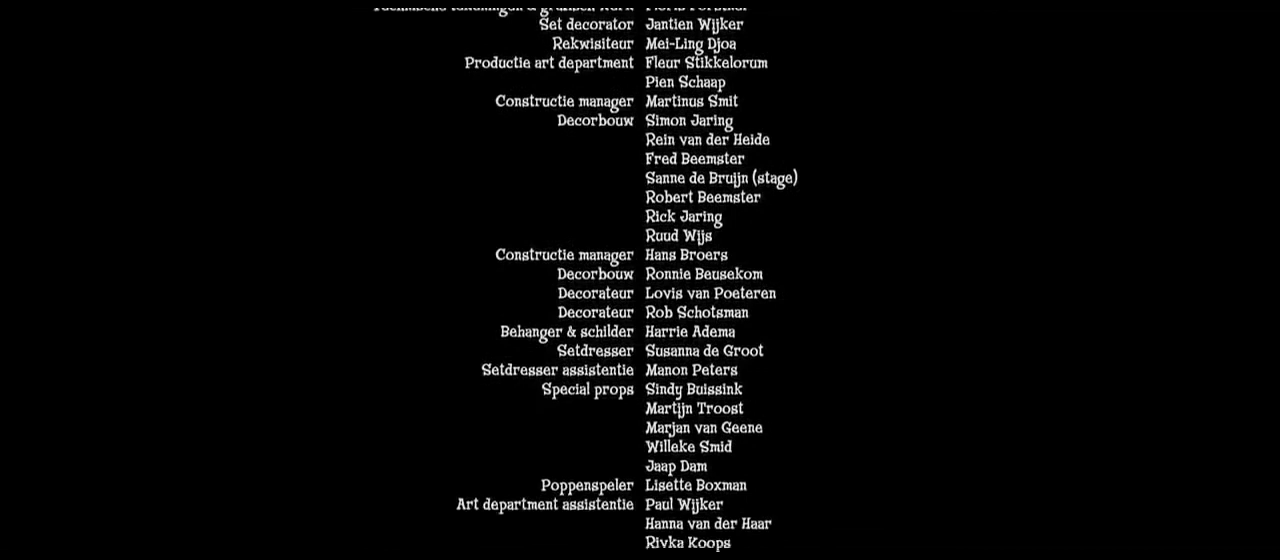 Set decorator Jantien Wijker
Rekwisiteur Mei-Ling Djoa
Productie art department Fleur Stikkelorum
Pien Schaap
Constructie manager Martinus Smit
Decorbouw Simon Jaring
Rein van der Heide
Fred Beemster
Sanne de Bruijn (stage)
Robert Beemster
Rick Jaring
Ruud Wijs
Constructie manager Hans Broers
Decorbouw Ronnie Beusekom
Decorateur Lovis van Poeteren
Decorateur Rob Schotsman
Behanger & schilder Harrie Adema
Setdresser Susanna de Groot
Setdresser assistentie Manon Peters
Special props Sindy Buissink
Martijn Troost
Marjan van Geene
Willeke Smid
Jaap Dam
Poppenspeler Lisette Boxman
Art department assistentie Paul Wijker
Hanna van der Haar
Rivka Koops